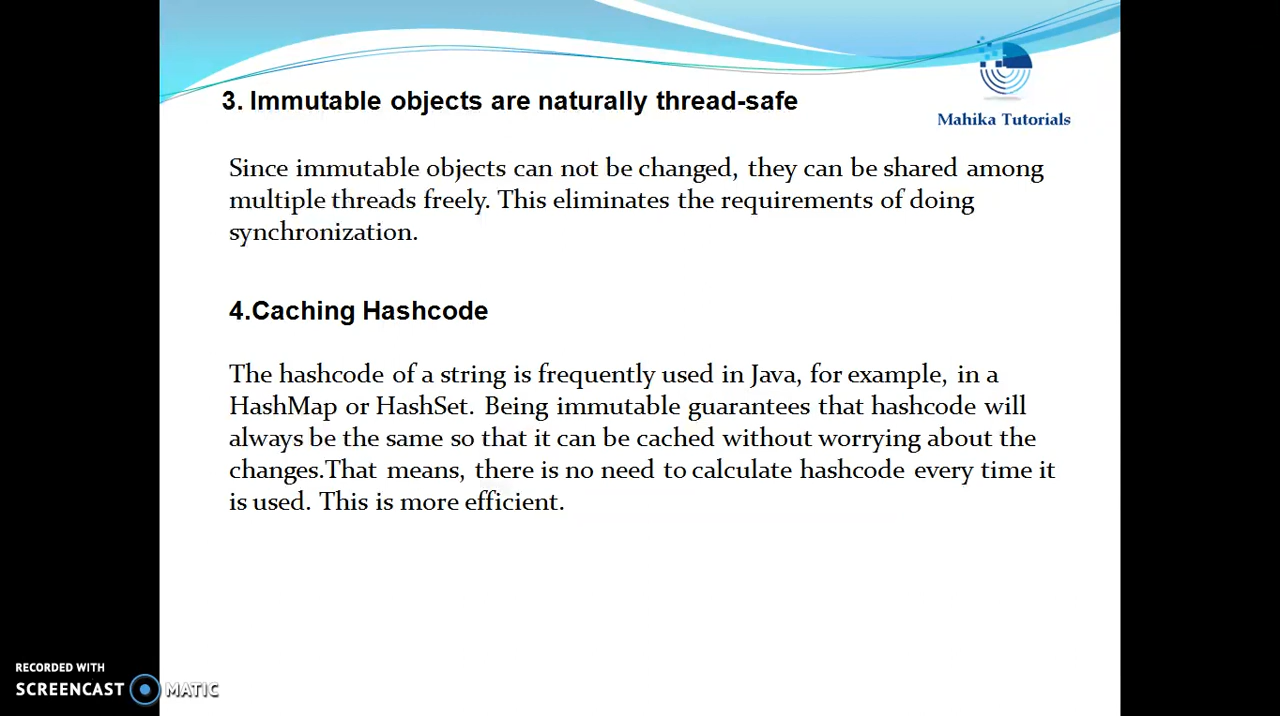 3. Immutable objects are naturally thread-safe
Mahika Tutorials
Since immutable objects can not be changed, they can be shared among
multiple threads freely. This eliminates the requirements of doing
synchronization.
4.Caching Hashcode
The hashcode of a string is frequently used in Java, for example, in a
HashMap or HashSet. Being immutable guarantees that hashcode will
always be the same so that it can be cached without worrying about the
changes.That means, there is no need to calculate hashcode every time it
is used. This is more efficient.
RECORDED WITH
SCREENCAST MATIC